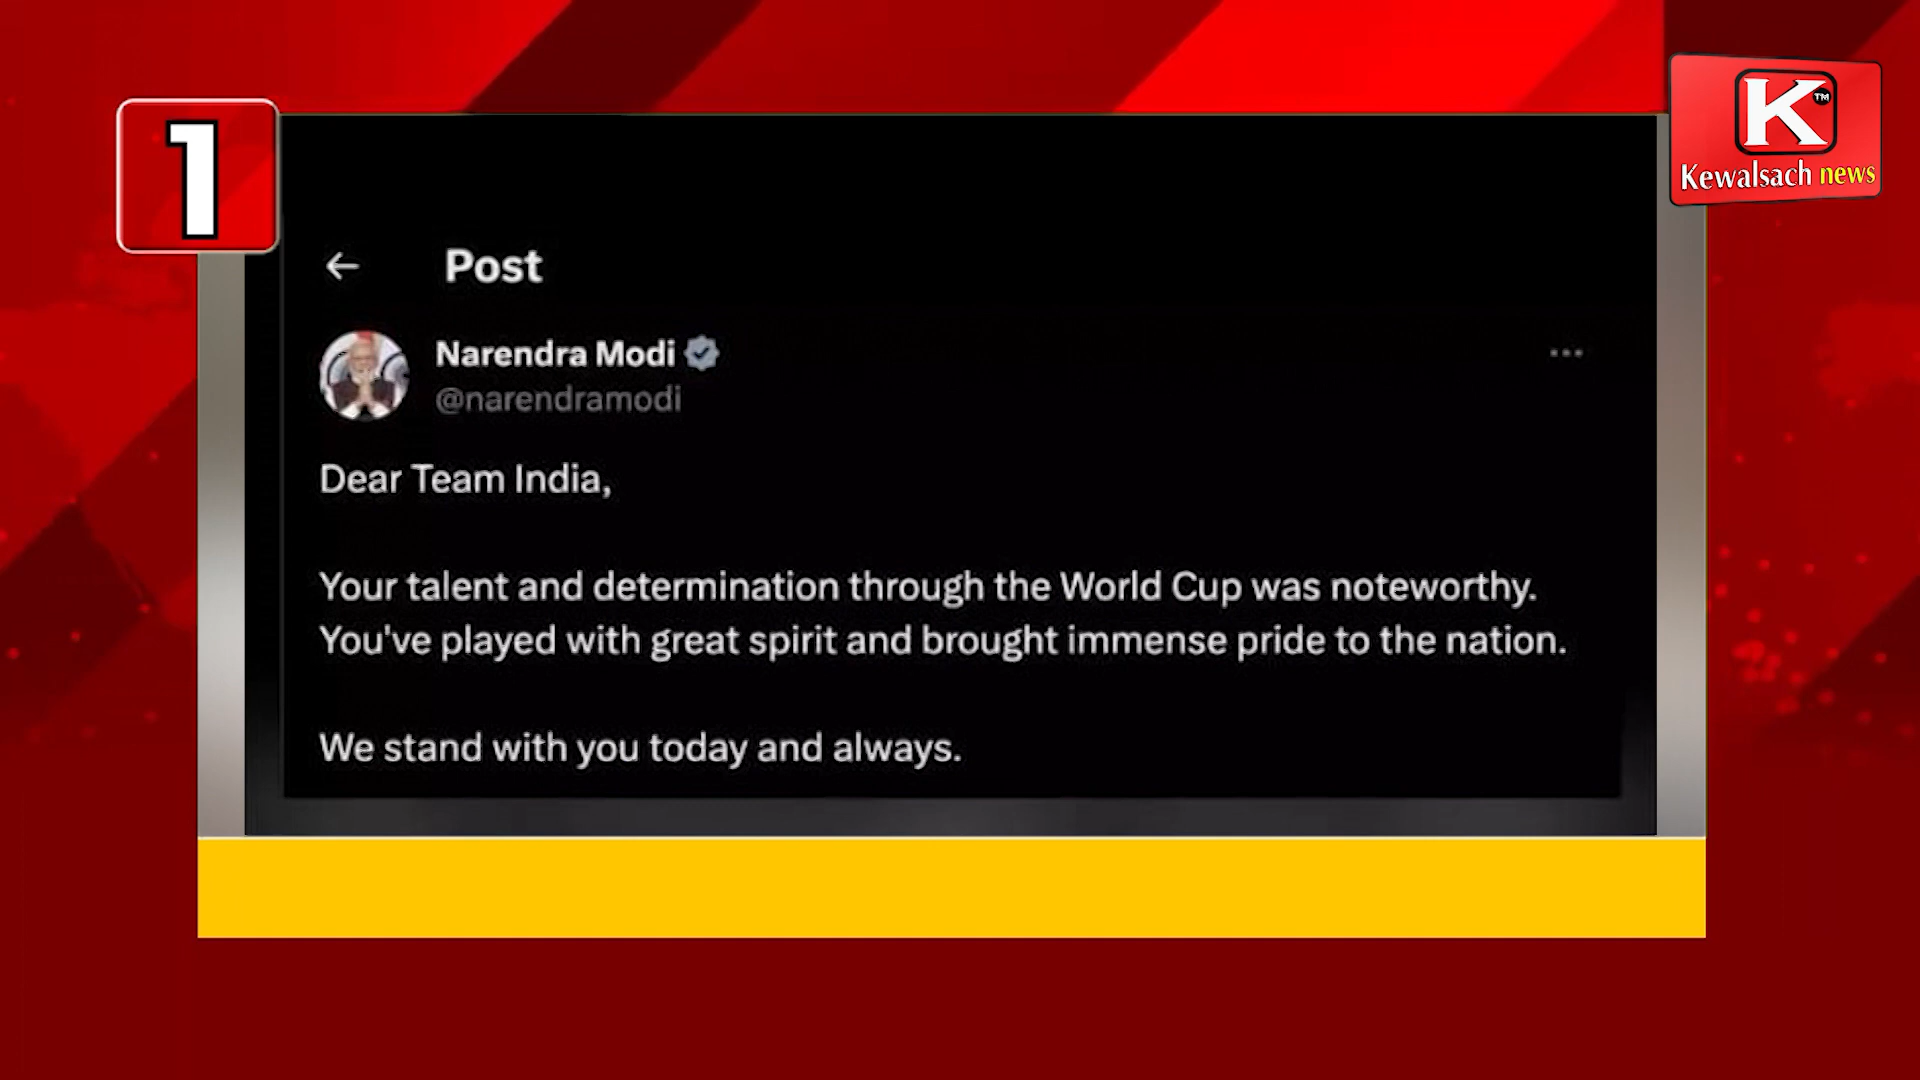 1
K™
Kewalsach news
Post
Narendra Modi
@narendramodi
Dear Team India,
Your talent and determination through the World Cup was noteworthy.
You've played with great spirit and brought immense pride to the nation.
We stand with you today and always.